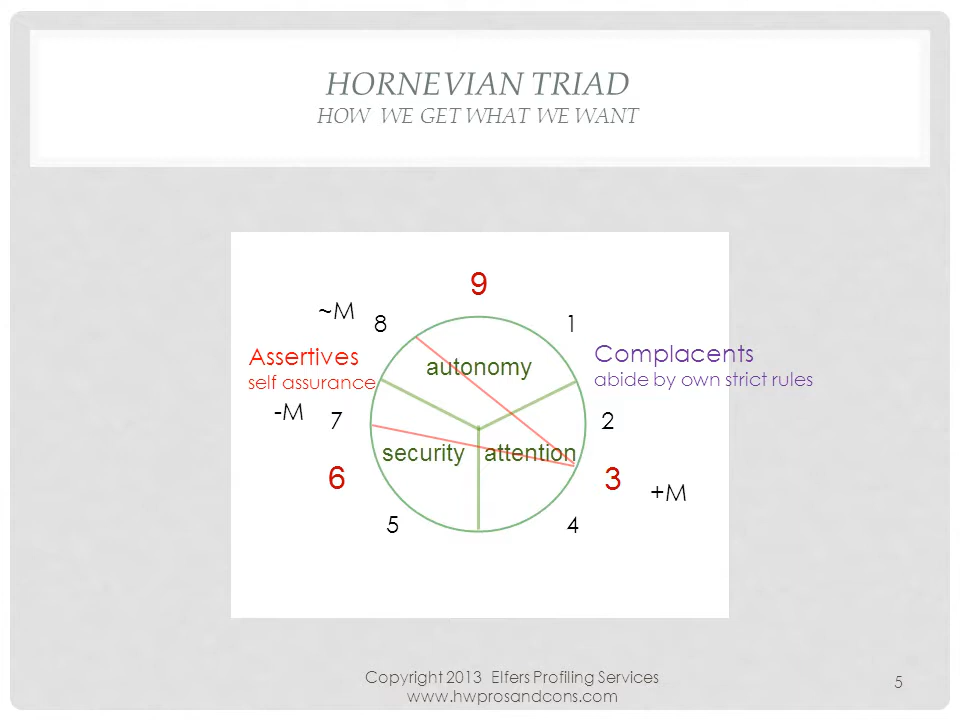 HORNEVIAN TRIAD
HOW WE GET WHAT WE WANT
9
~M
8
1
Assertives
self assurance
autonomy
Complacents
abide by own strict rules
-M
7
2
security
attention
6
3
+M
5
4
Copyright 2013 Elfers Profiling Services
www.hwprosandcons.com
5